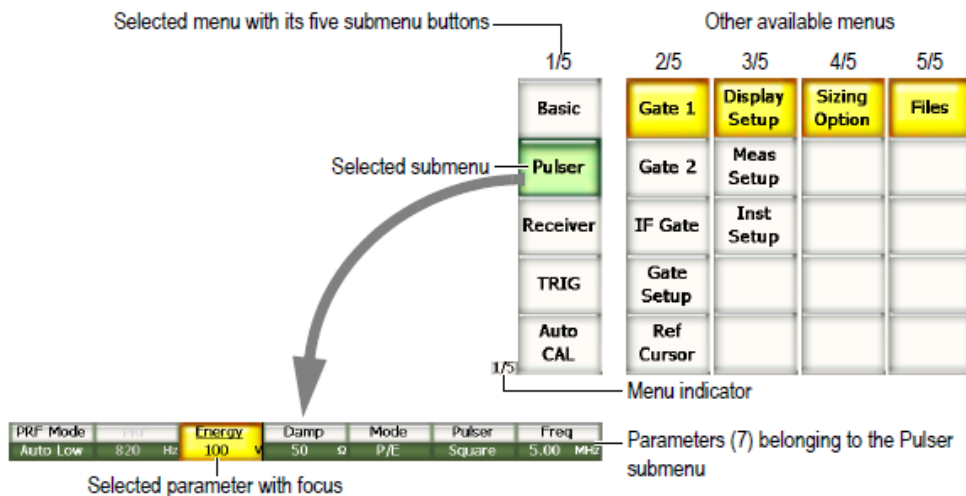 Selected menu with its five submenu buttons
Other available menus
1/5 2/5 3/5 4/5 5/5
Basic Gate 1 Display Setup Sizing Option Files
Selected submenu Pulser Gate 2 Meas Setup
Receiver IF Gate Inst Setup
TRIG Gate Setup
Auto CAL Ref Cursor
1/5
Menu indicator
PRF Mode PRF Energy Damp Mode Pulser Freq
Auto Low 820 Hz 100 V 50 Ω P/E Square 5.00 MHz
Parameters (7) belonging to the Pulser
submenu
Selected parameter with focus